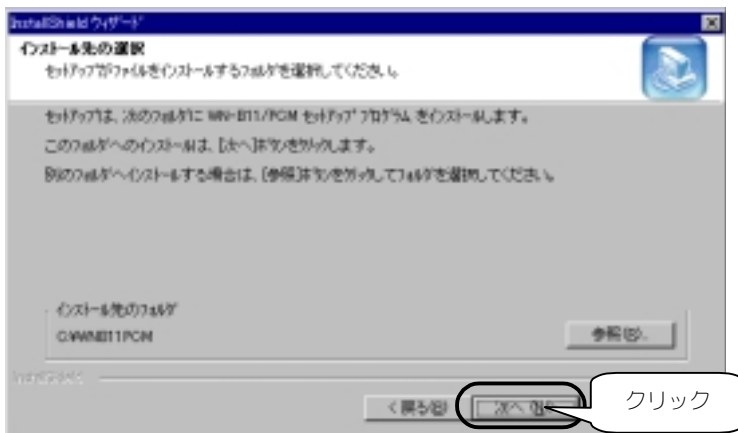 InstallShield ウィザード
インストール先の選択
セットアップがファイルをインストールするフォルダを選択してください。
セットアップは、次のフォルダに WN-B11/PCM セットアップ プログラム をインストールします。
このフォルダへのインストールは、[次へ]ボタンをクリックします。
別のフォルダへインストールする場合は、[参照]ボタンをクリックしてフォルダを選択してください。
インストール先のフォルダ
C:¥WNB11PCM
参照(R)...
InstallShield
< 戻る(B)
次へ
クリック